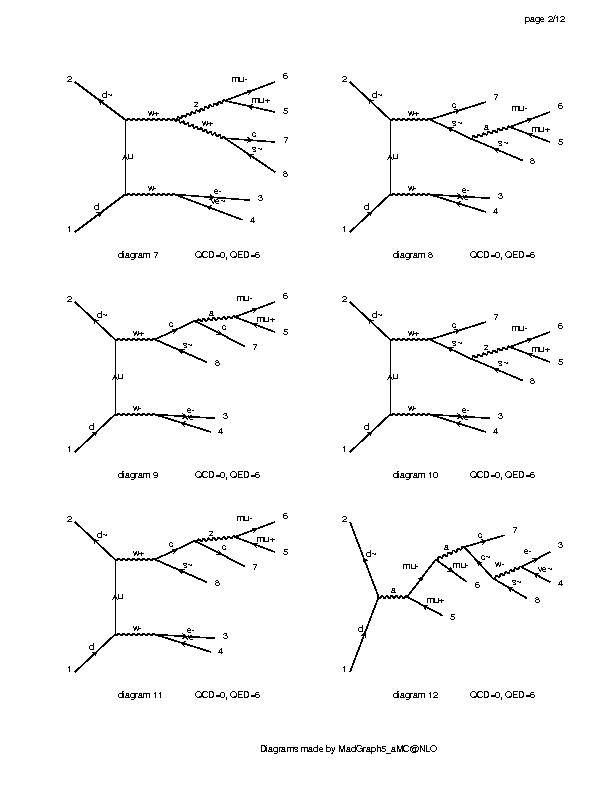 page 2/12
2
d~
w+
z
mu-
6
mu+
5
w+
c
7
s~
8
u
w-
e-
3
ve~
4
d
1
diagram 7 QCD=0, QED=6
2
d~
w+
c
7
mu-
6
a
mu+
5
s~
s~
8
u
w-
e-
3
4
d
1
diagram 8 QCD=0, QED=6
2
d~
w+
c
a
mu-
6
mu+
5
c
7
s~
8
u
w-
e-
3
4
d
1
diagram 9 QCD=0, QED=6
2
d~
w+
c
7
mu-
6
z
mu+
5
s~
s~
8
u
w-
e-
3
4
d
1
diagram 10 QCD=0, QED=6
2
d~
w+
c
z
mu-
6
mu+
5
c
7
s~
8
u
w-
e-
3
4
d
1
diagram 11 QCD=0, QED=6
2
d~
a
mu-
a
c
7
c~
w-
e-
3
ve~
4
s~
8
mu-
6
mu+
5
d
1
diagram 12 QCD=0, QED=6
Diagrams made by MadGraph5_aMC@NLO